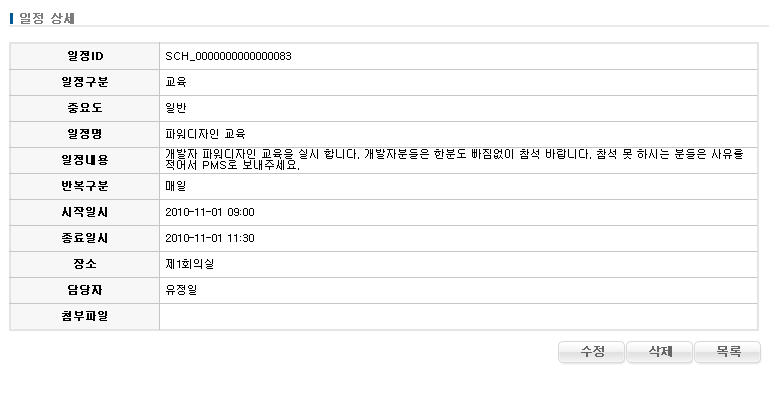 일정 상세
일정ID SCH_0000000000000083
일정구분 교육
중요도 일반
일정명 파워디자인 교육
일정내용 개발자 파워디자인 교육을 실시 합니다. 개발자분들은 한분도 빠짐없이 참석 바랍니다. 참석 못 하시는 분들은 사유를
적어서 PMS로 보내주세요.
반복구분 매일
시작일시 2010-11-01 09:00
종료일시 2010-11-01 11:30
장소 제1회의실
담당자 유정일
첨부파일
수정 삭제 목록